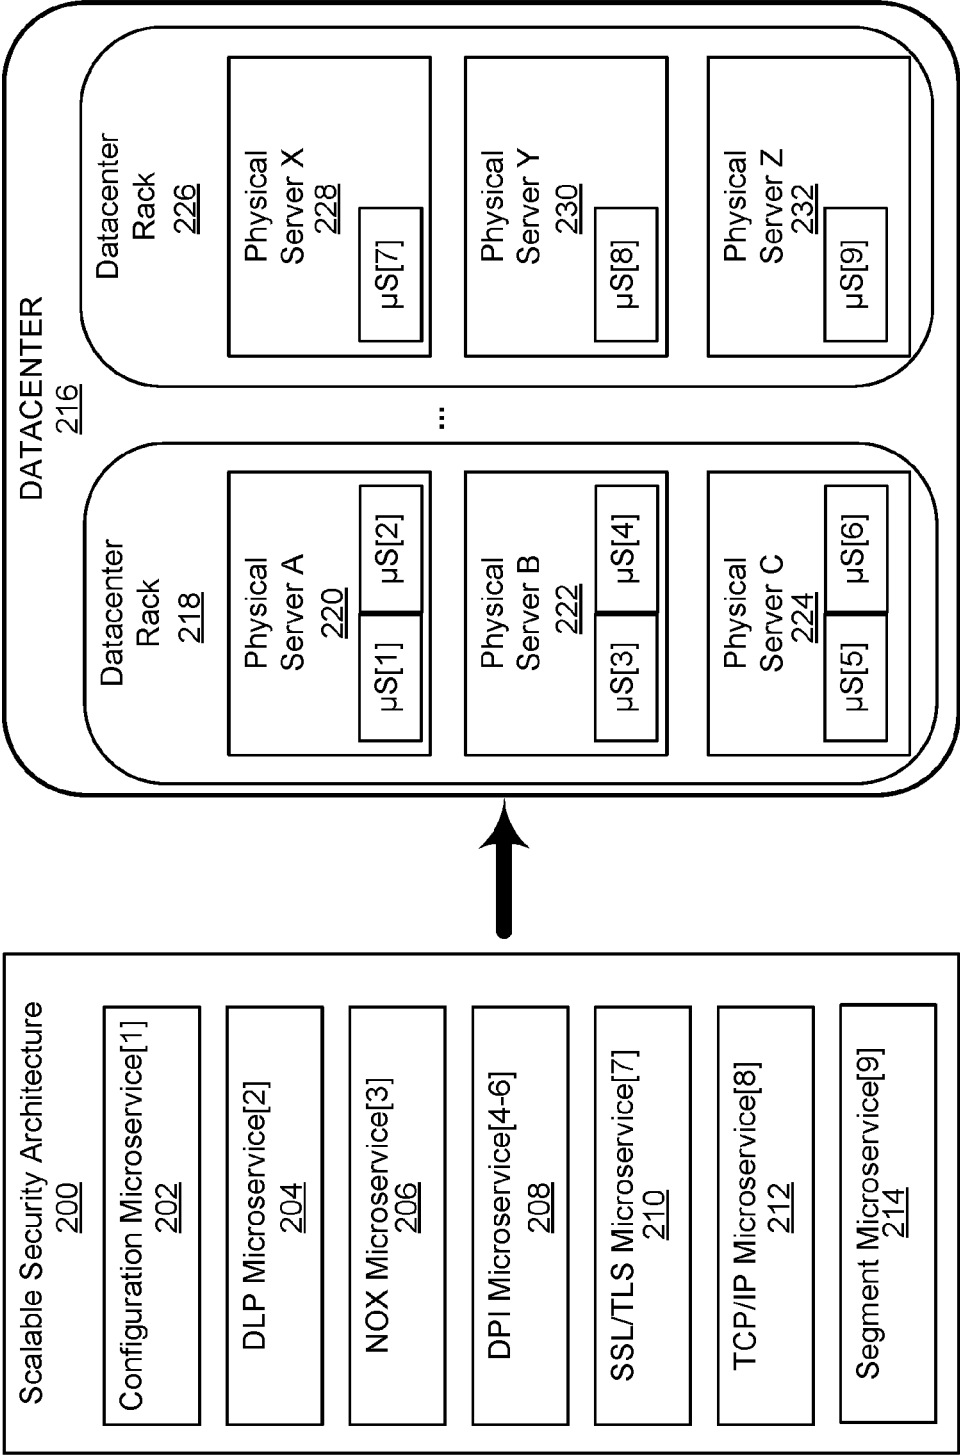 Scalable Security Architecture
200
Configuration Microservice[1]
202
DLP Microservice[2]
204
NOX Microservice[3]
206
DPI Microservice[4-6]
208
SSL/TLS Microservice[7]
210
TCP/IP Microservice[8]
212
Segment Microservice[9]
214
DATACENTER
216
Datacenter
Rack
218
Physical
Server A
220
µS[1]
µS[2]
Physical
Server B
222
µS[3]
µS[4]
Physical
Server C
224
µS[5]
µS[6]
...
Datacenter
Rack
226
Physical
Server X
228
µS[7]
Physical
Server Y
230
µS[8]
Physical
Server Z
232
µS[9]